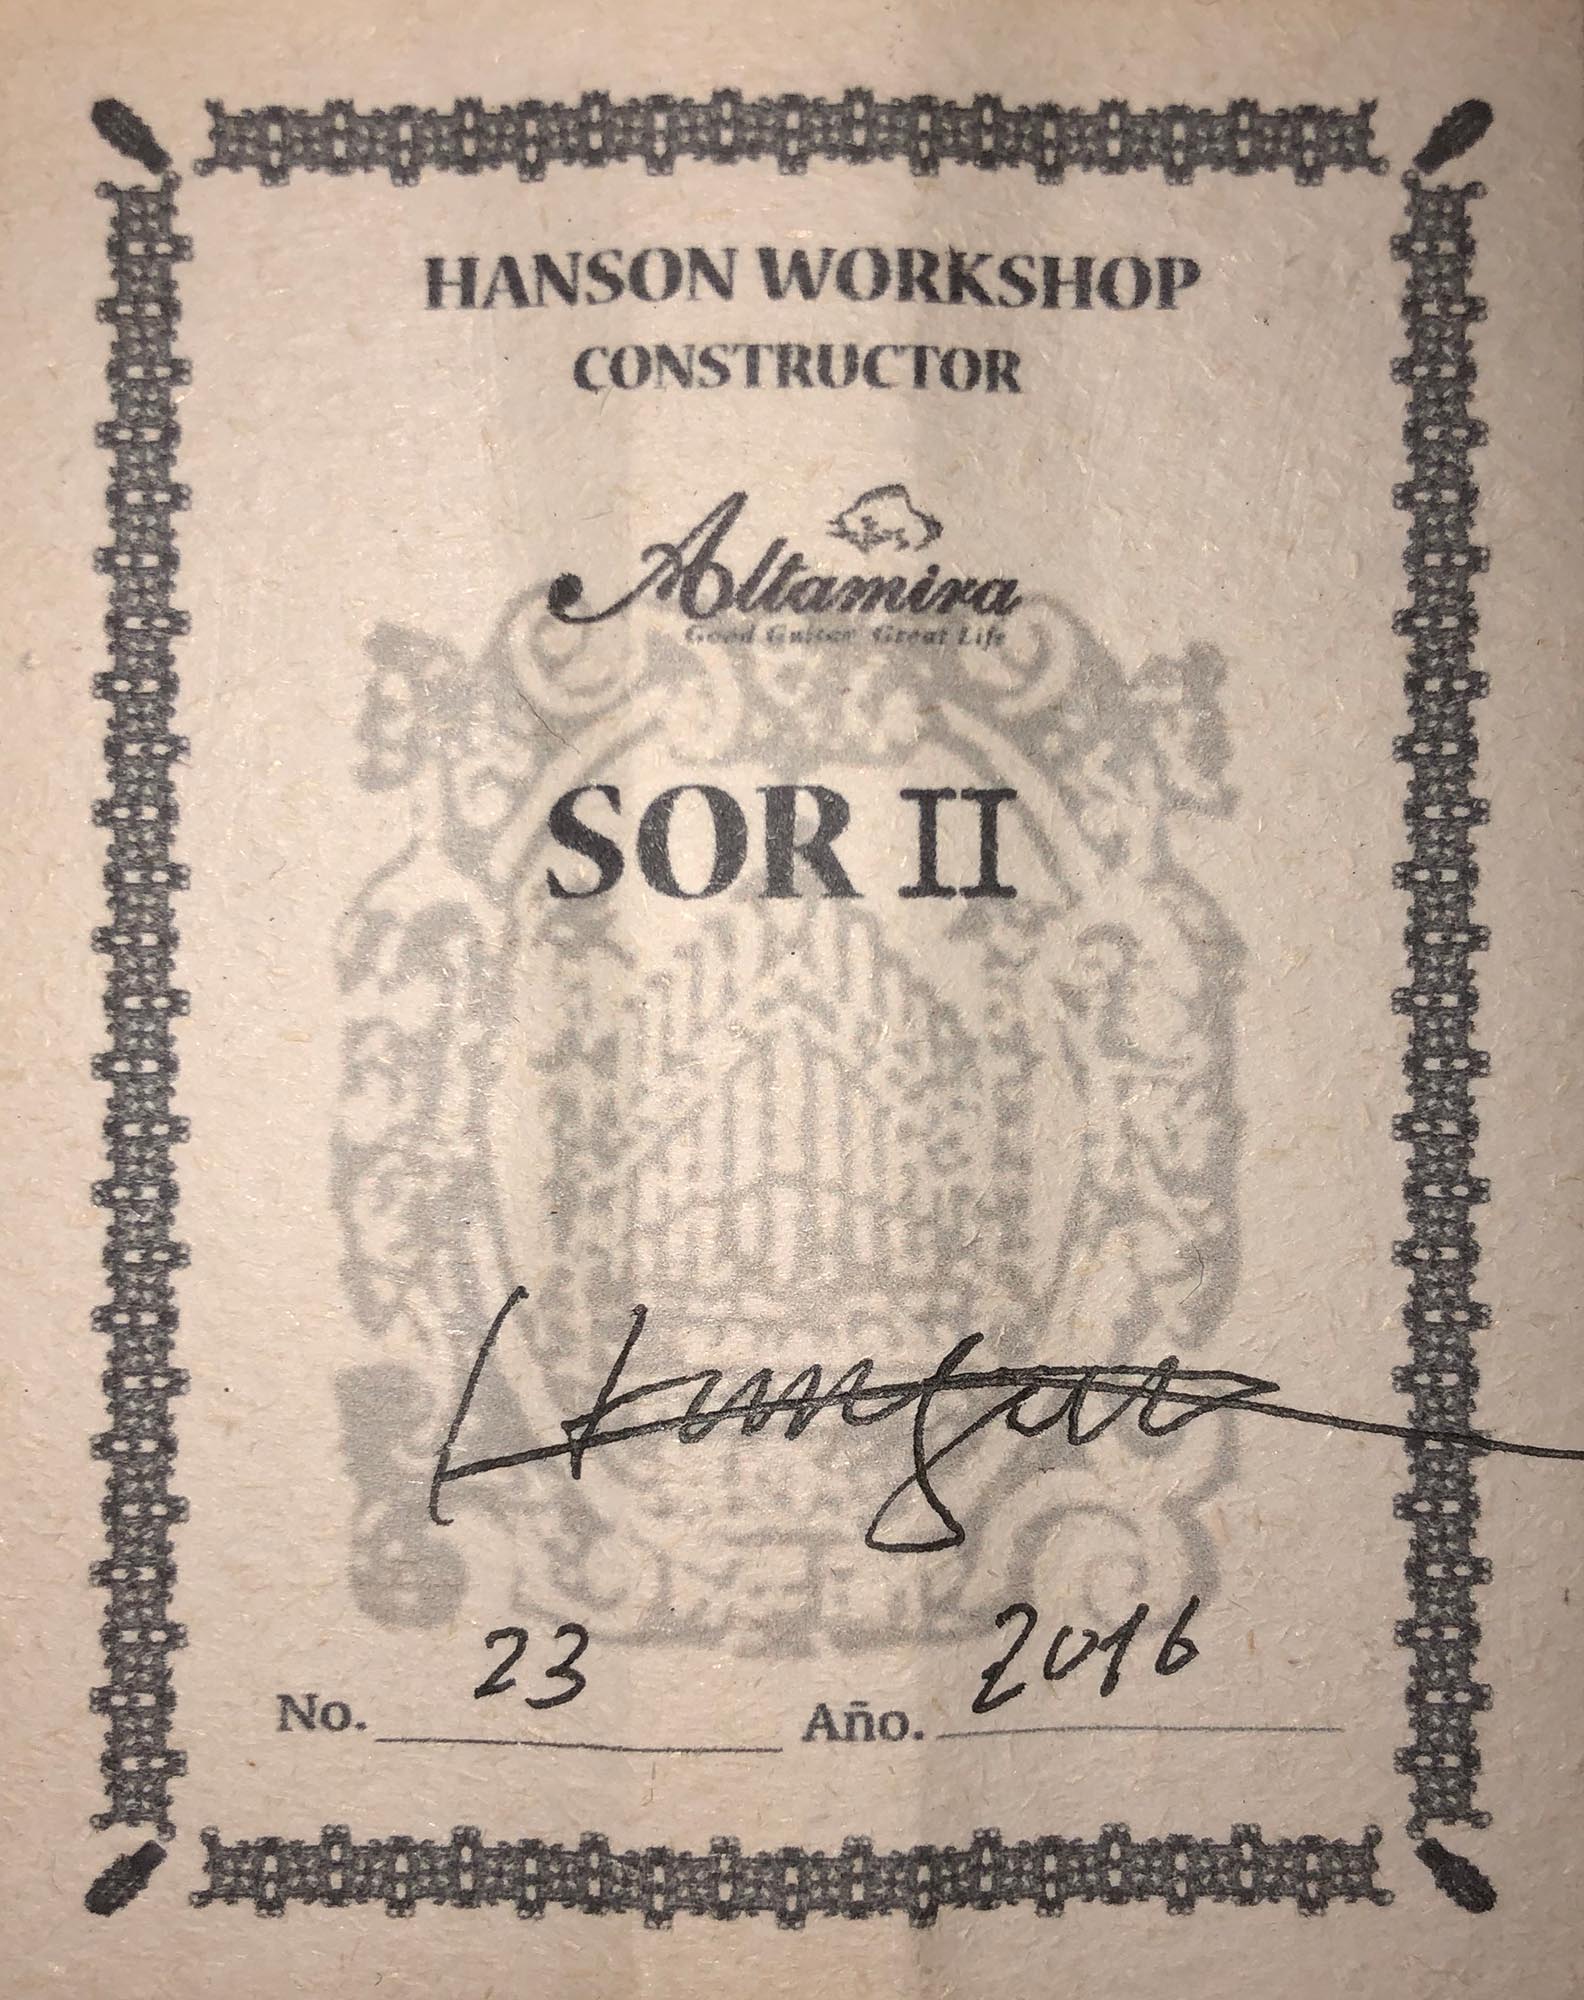 HANSON WORKSHOP
CONSTRUCTOR
Altamira
Good Guitar Great Life
SOR II
No. 23 Año. 2016